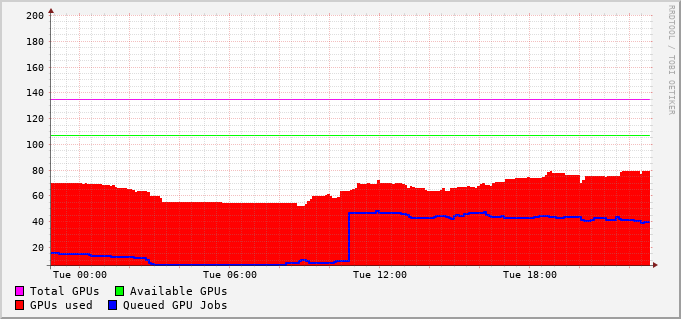 200
180
160
140
120
100
80
60
40
20
Tue 00:00 Tue 06:00 Tue 12:00 Tue 18:00
Total GPUs Available GPUs
GPUs used Queued GPU Jobs
RRDTOOL / TOBI OETIKER